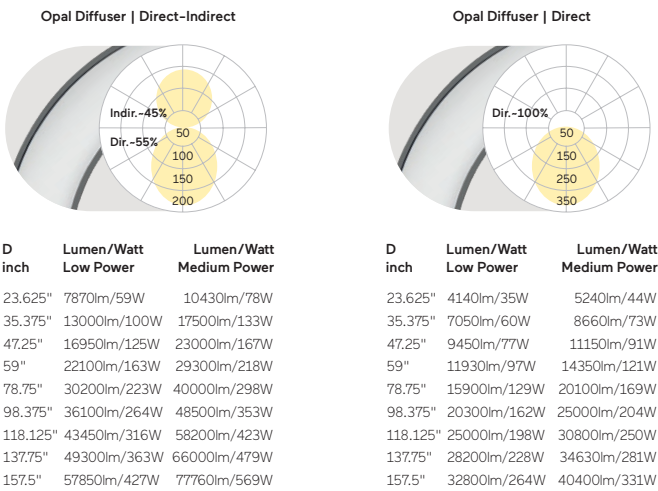 Opal Diffuser | Direct-Indirect
Indir.~45%
Dir.~55%
50
100
150
200
D Lumen/Watt Lumen/Watt
inch Low Power Medium Power
23.625" 7870lm/59W 10430lm/78W
35.375" 13000lm/100W 17500lm/133W
47.25" 16950lm/125W 23000lm/167W
59" 22100lm/163W 29300lm/218W
78.75" 30200lm/223W 40000lm/298W
98.375" 36100lm/264W 48500lm/353W
118.125" 43450lm/316W 58200lm/423W
137.75" 49300lm/363W 66000lm/479W
157.5" 57850lm/427W 77760lm/569W
Opal Diffuser | Direct
Dir.~100%
50
150
250
350
D Lumen/Watt Lumen/Watt
inch Low Power Medium Power
23.625" 4140lm/35W 5240lm/44W
35.375" 7050lm/60W 8660lm/73W
47.25" 9450lm/77W 11150lm/91W
59" 11930lm/97W 14350lm/121W
78.75" 15900lm/129W 20100lm/169W
98.375" 20300lm/162W 25000lm/204W
118.125" 25000lm/198W 30800lm/250W
137.75" 28200lm/228W 34630lm/281W
157.5" 32800lm/264W 40400lm/331W